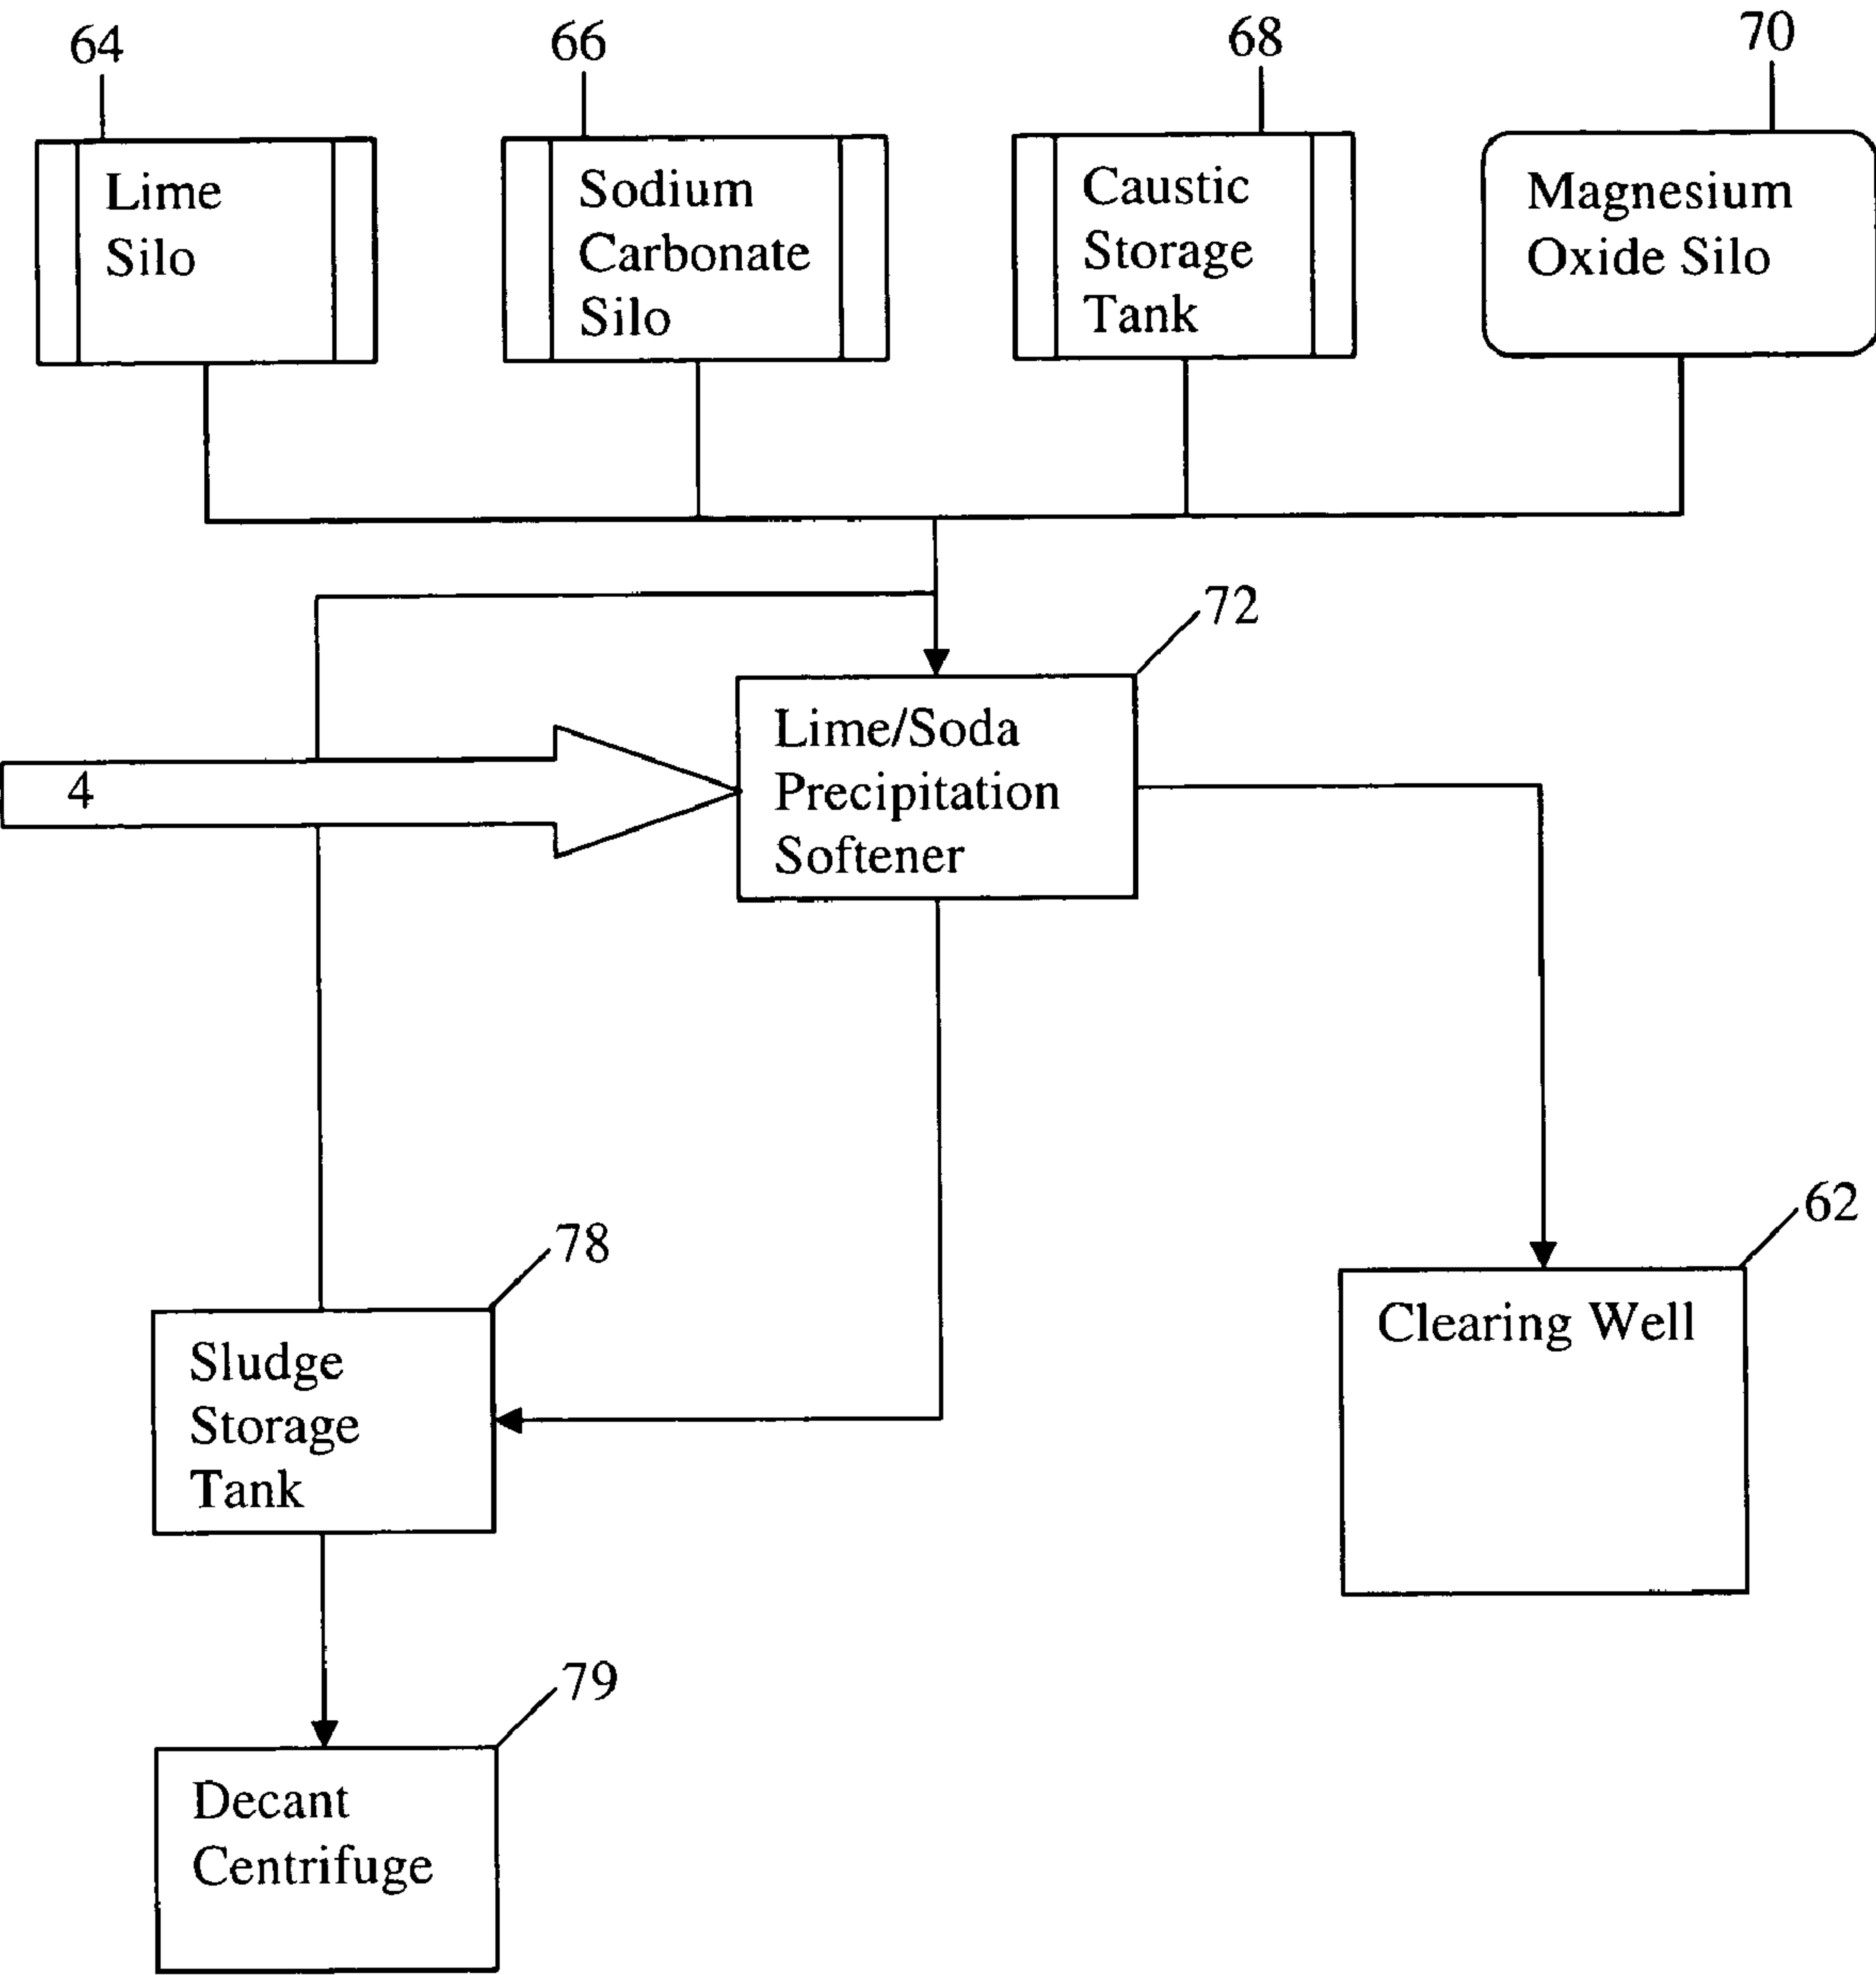 64
66
68
70
Lime
Silo
Sodium
Carbonate
Silo
Caustic
Storage
Tank
Magnesium
Oxide Silo
72
Lime/Soda
Precipitation
Softener
4
78
Sludge
Storage
Tank
62
Clearing Well
79
Decant
Centrifuge